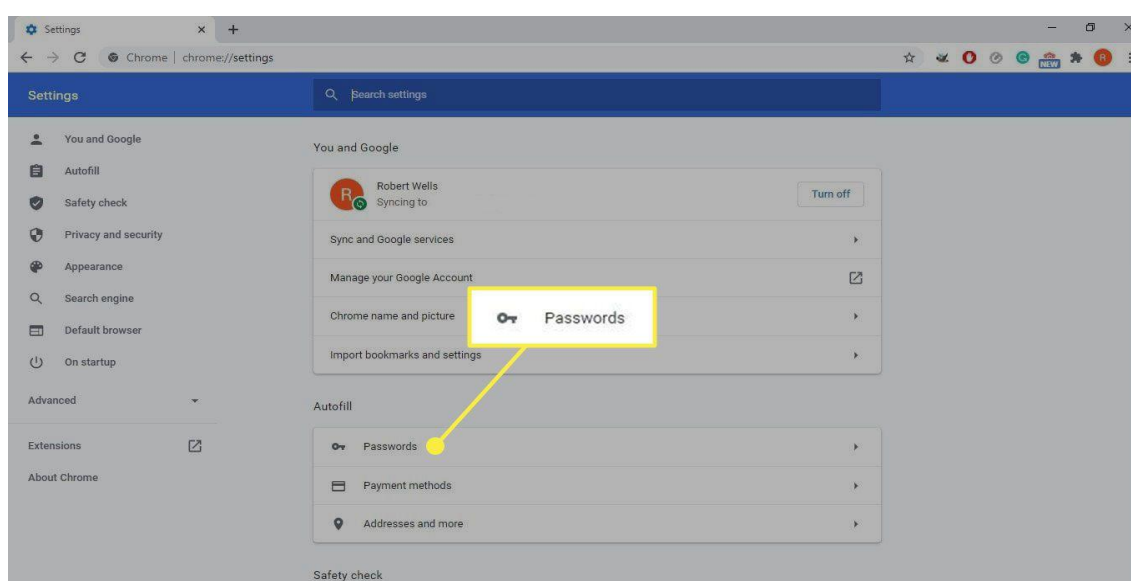 Settings
Chrome | chrome://settings
NEW
R
Settings
Search settings
You and Google
Autofill
Safety check
Privacy and security
Appearance
Search engine
Default browser
On startup
Advanced
Extensions
About Chrome
You and Google
R
Robert Wells
Syncing to
Turn off
Sync and Google services
Manage your Google Account
Chrome name and picture
Import bookmarks and settings
Passwords
Autofill
Passwords
Payment methods
Addresses and more
Safety check